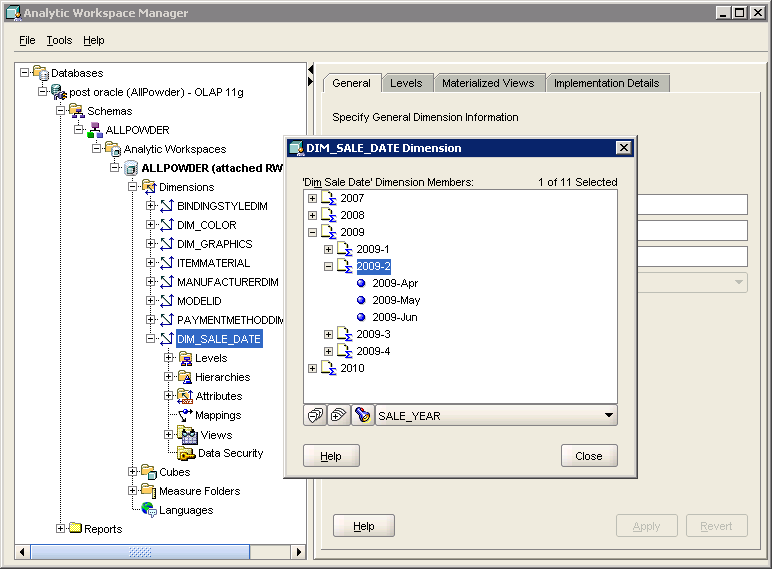 Analytic Workspace Manager
File Tools Help
Databases
post oracle (AllPowder) - OLAP 11g
Schemas
ALLPOWDER
Analytic Workspaces
ALLPOWDER (attached RW
Dimensions
BINDINGSTYLEDIM
DIM_COLOR
DIM_GRAPHICS
ITEMMATERIAL
MANUFACTURERDIM
MODELID
PAYMENTMETHODDIM
DIM_SALE_DATE
Levels
Hierarchies
Attributes
Mappings
Views
Data Security
Cubes
Measure Folders
Languages
Reports
General Levels Materialized Views Implementation Details
Specify General Dimension Information
DIM_SALE_DATE Dimension
'Dim Sale Date' Dimension Members: 1 of 11 Selected
2007
2008
2009
2009-1
2009-2
2009-Apr
2009-May
2009-Jun
2009-3
2009-4
2010
SALE_YEAR
Help Close
Help Apply Revert